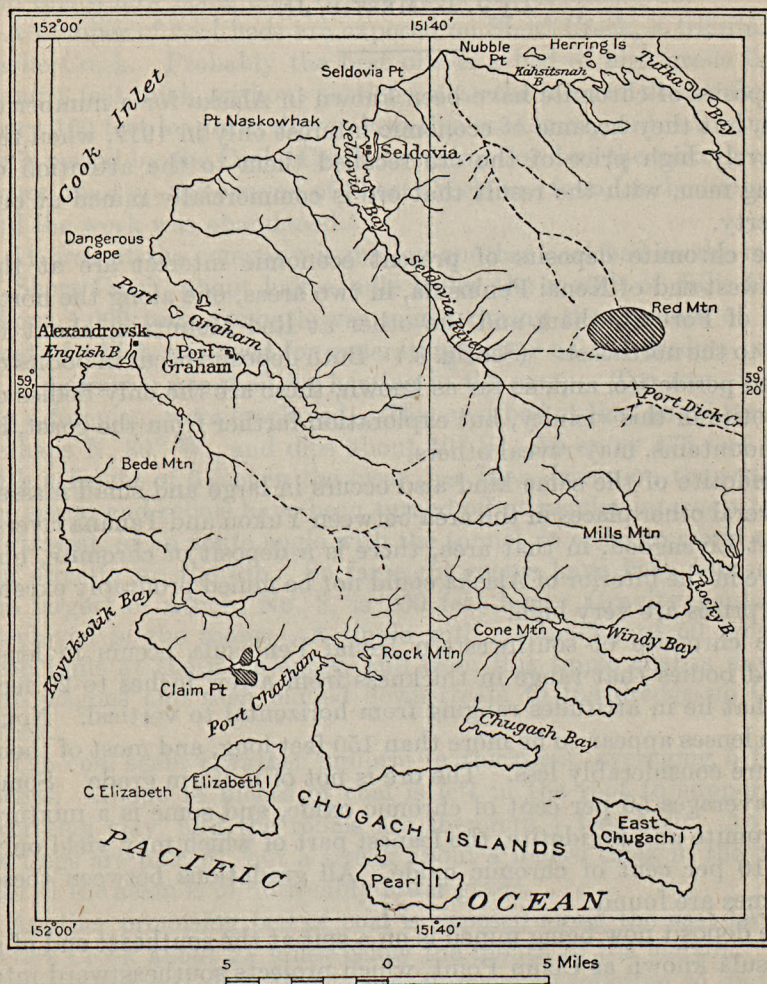 152°00'
15l°40'
Cook Inlet
Nubble Pt
Herring Is
Kahsitsnah B
Tutka Bay
Seldovia Pt
Pt Naskowhak
Seldovia
Seldovia Bay
Dangerous Cape
Port Graham
Seldovia River
Red Mtn
Alexandrovsk
English B
Port Graham
59° 20'
59° 20'
Port Dick Cr
Bede Mtn
Mills Mtn
Rocky B.
Koyuktolik Bay
Windy Bay
Cone Mtn
Rock Mtn
Claim Pt
Port Chatham
Chugach Bay
C Elizabeth
Elizabeth I
CHUGACH ISLANDS
East Chugach I
PACIFIC OCEAN
Pearl I
152°00'
151°40'
5 0 5 Miles